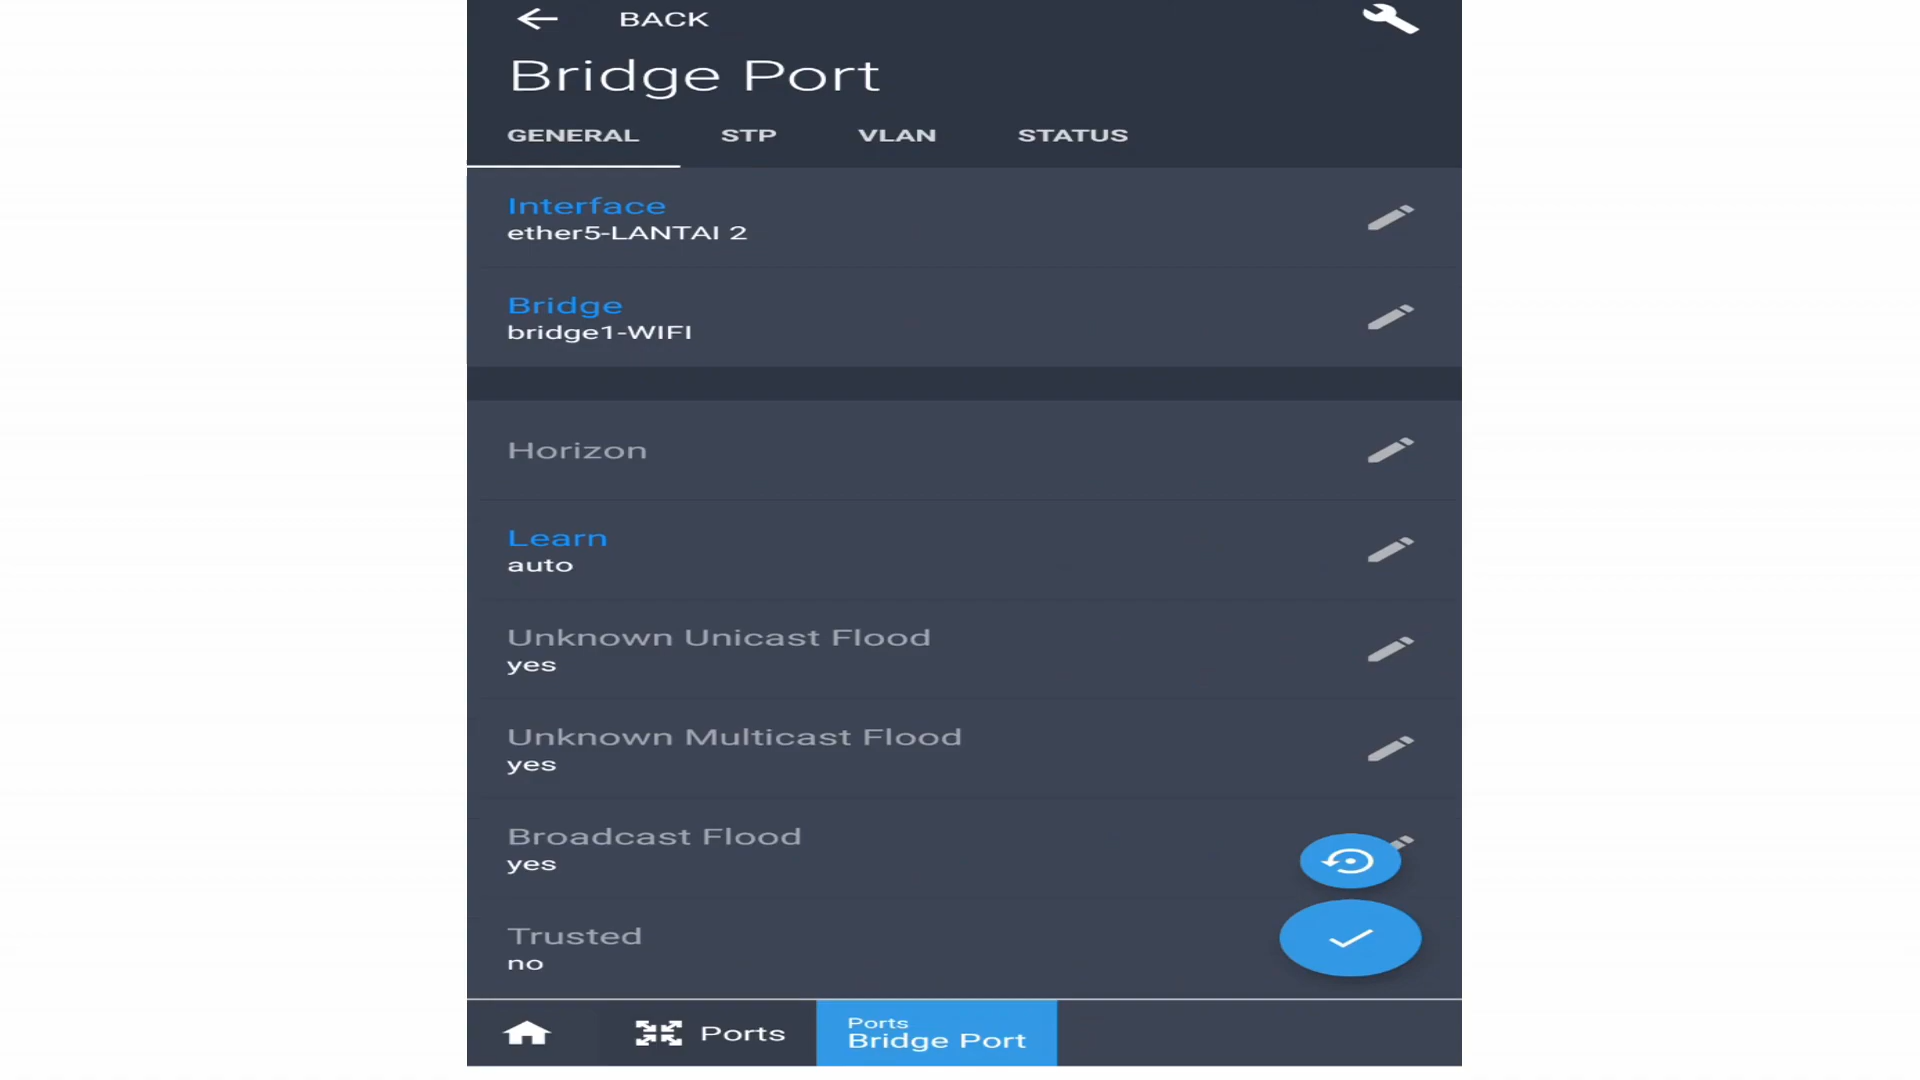 BACK
Bridge Port
GENERAL STP VLAN STATUS
Interface
ether5-LANTAI 2
Bridge
bridge1-WIFI
Horizon
Learn
auto
Unknown Unicast Flood
yes
Unknown Multicast Flood
yes
Broadcast Flood
yes
Trusted
no
Ports
Ports
Bridge Port